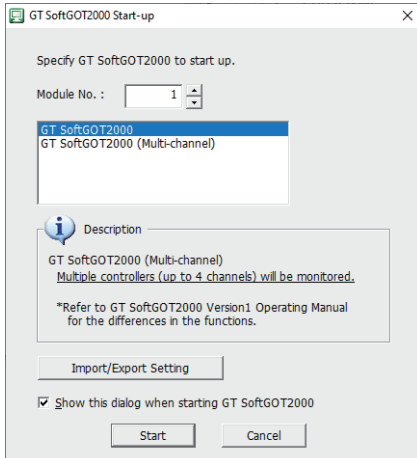 GT SoftGOT2000 Start-up
Specify GT SoftGOT2000 to start up.
Module No. : 1
GT SoftGOT2000
GT SoftGOT2000 (Multi-channel)
Description
GT SoftGOT2000 (Multi-channel)
Multiple controllers (up to 4 channels) will be monitored.
*Refer to GT SoftGOT2000 Version1 Operating Manual
for the differences in the functions.
Import/Export Setting
Show this dialog when starting GT SoftGOT2000
Start Cancel